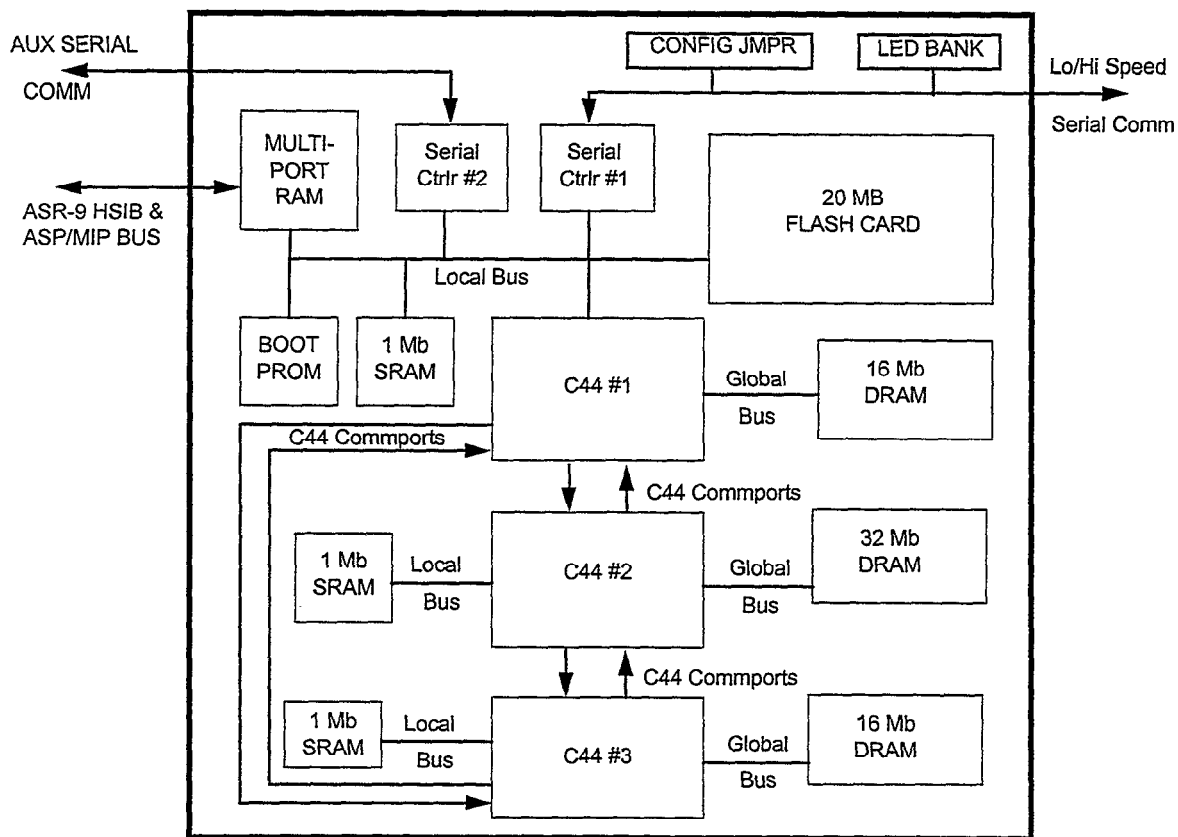 AUX SERIAL
COMM
CONFIG JMPR
LED BANK
Lo/Hi Speed
Serial Comm
MULTI-
PORT
RAM
Serial
Ctrlr #2
Serial
Ctrlr #1
20 MB
FLASH CARD
ASR-9 HSIB &
ASP/MIP BUS
Local Bus
BOOT
PROM
1 Mb
SRAM
C44 #1
Global
Bus
16 Mb
DRAM
C44 Commports
C44 Commports
1 Mb
SRAM
Local
Bus
C44 #2
Global
Bus
32 Mb
DRAM
C44 Commports
1 Mb
SRAM
Local
Bus
C44 #3
Global
Bus
16 Mb
DRAM